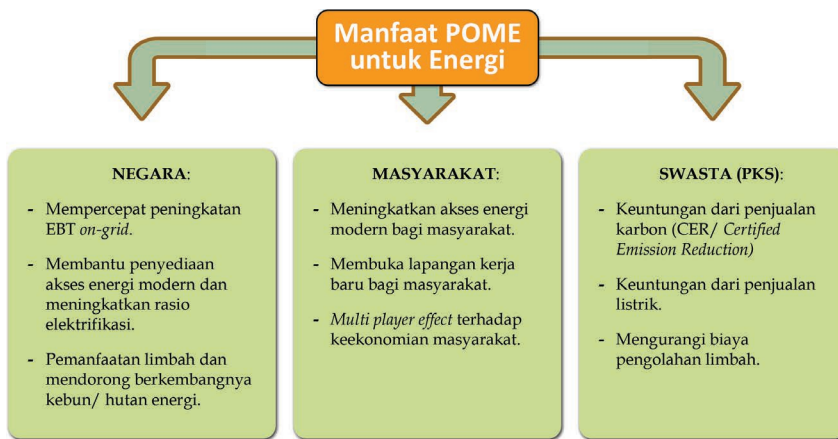 Manfaat POME
untuk Energi
NEGARA:
- Mempercepat peningkatan
EBT on-grid.
- Membantu penyediaan
akses energi modern dan
meningkatkan rasio
elektrifikasi.
- Pemanfaatan limbah dan
mendorong berkembangnya
kebun/ hutan energi.
MASYARAKAT:
- Meningkatkan akses energi
modern bagi masyarakat.
- Membuka lapangan kerja
baru bagi masyarakat.
- Multi player effect terhadap
keekonomian masyarakat.
SWASTA (PKS):
- Keuntungan dari penjualan
karbon (CER/ Certified
Emission Reduction)
- Keuntungan dari penjualan
listrik.
- Mengurangi biaya
pengolahan limbah.